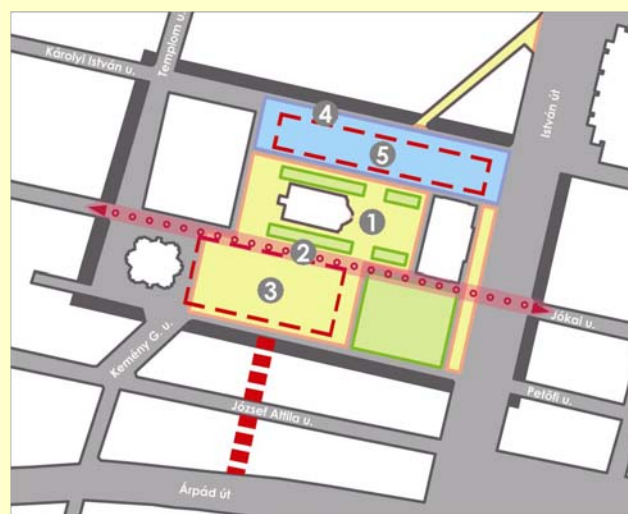 Templom u.
Károlyi István u.
István út
4
5
1
2
3
Jókai u.
Kemény G. u.
Petőfi u.
József Attila u.
Árpád út